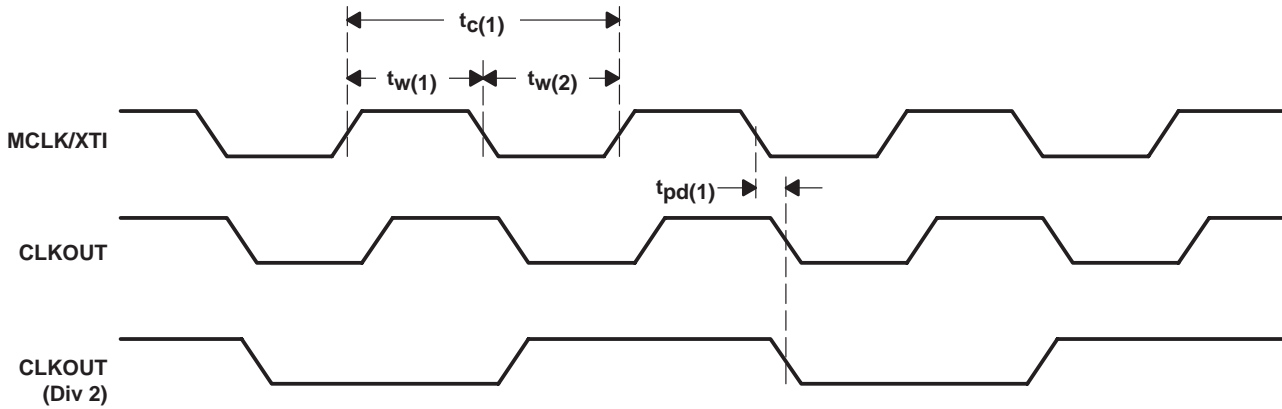 tc(1)
tw(1) tw(2)
MCLK/XTI
tpd(1)
CLKOUT
CLKOUT
(Div 2)